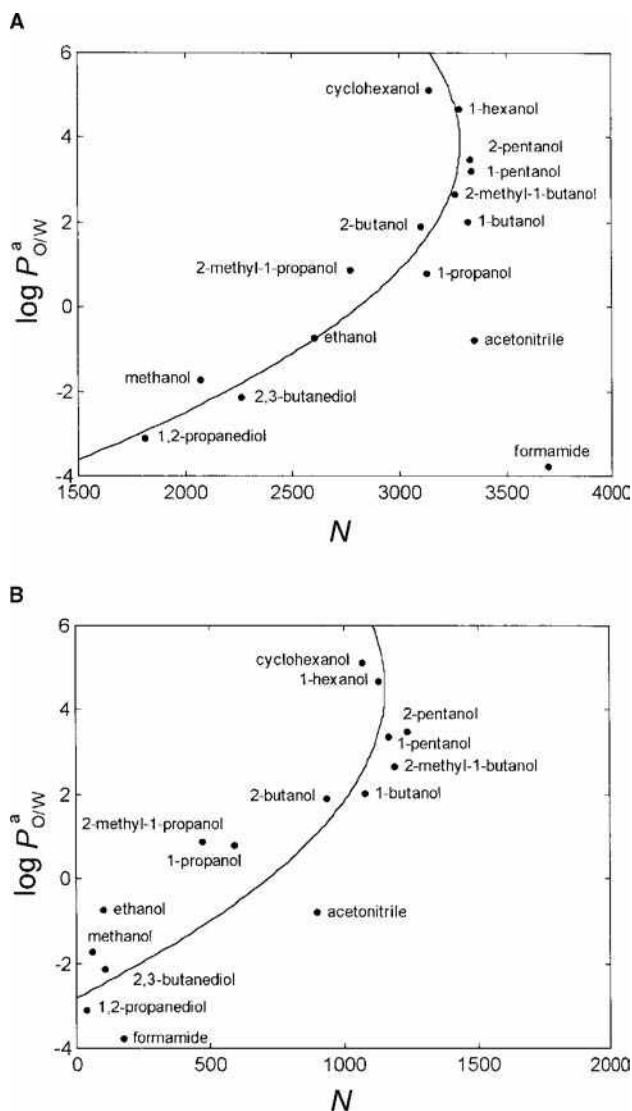 A
6
4
2
0
-2
-4
log P^a_O/W
cyclohexanol
1-hexanol
2-pentanol
1-pentanol
2-methyl-1-butanol
2-butanol
1-butanol
2-methyl-1-propanol
1-propanol
ethanol
acetonitrile
methanol
2,3-butanediol
1,2-propanediol
formamide
1500 2000 2500 3000 3500 4000
N
B
6
4
2
0
-2
-4
log P^a_O/W
cyclohexanol
1-hexanol
2-pentanol
1-pentanol
2-methyl-1-butanol
2-butanol
1-butanol
2-methyl-1-propanol
1-propanol
ethanol
acetonitrile
methanol
2,3-butanediol
1,2-propanediol
formamide
0 500 1000 1500 2000
N